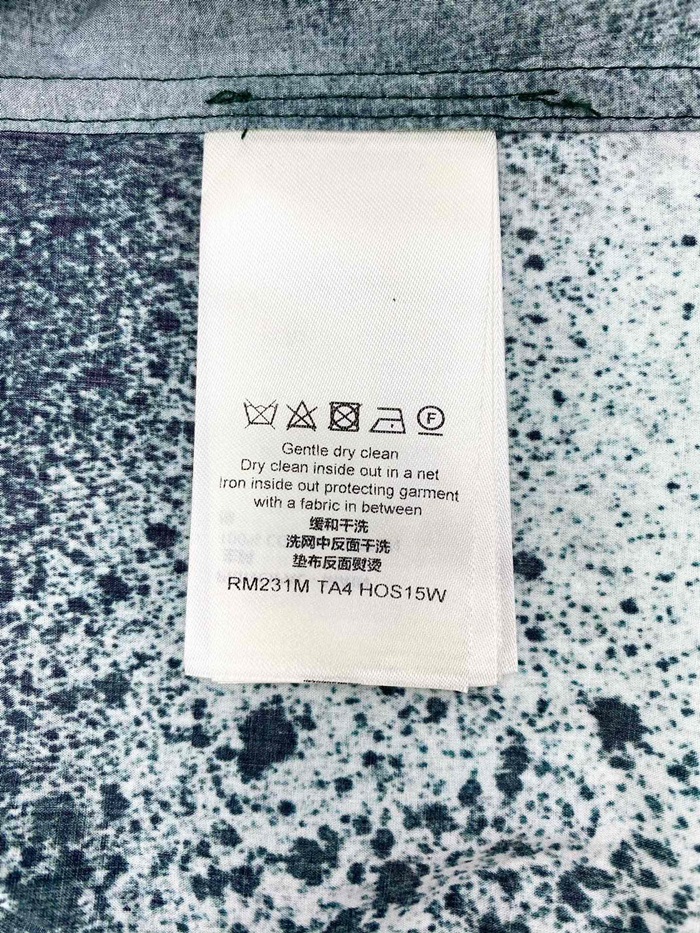 F
Gentle dry clean
Dry clean inside out in a net
Iron inside out protecting garment
with a fabric in between
缓和干洗
洗网中反面干洗
垫布反面熨烫
RM231M TA4 HOS15W